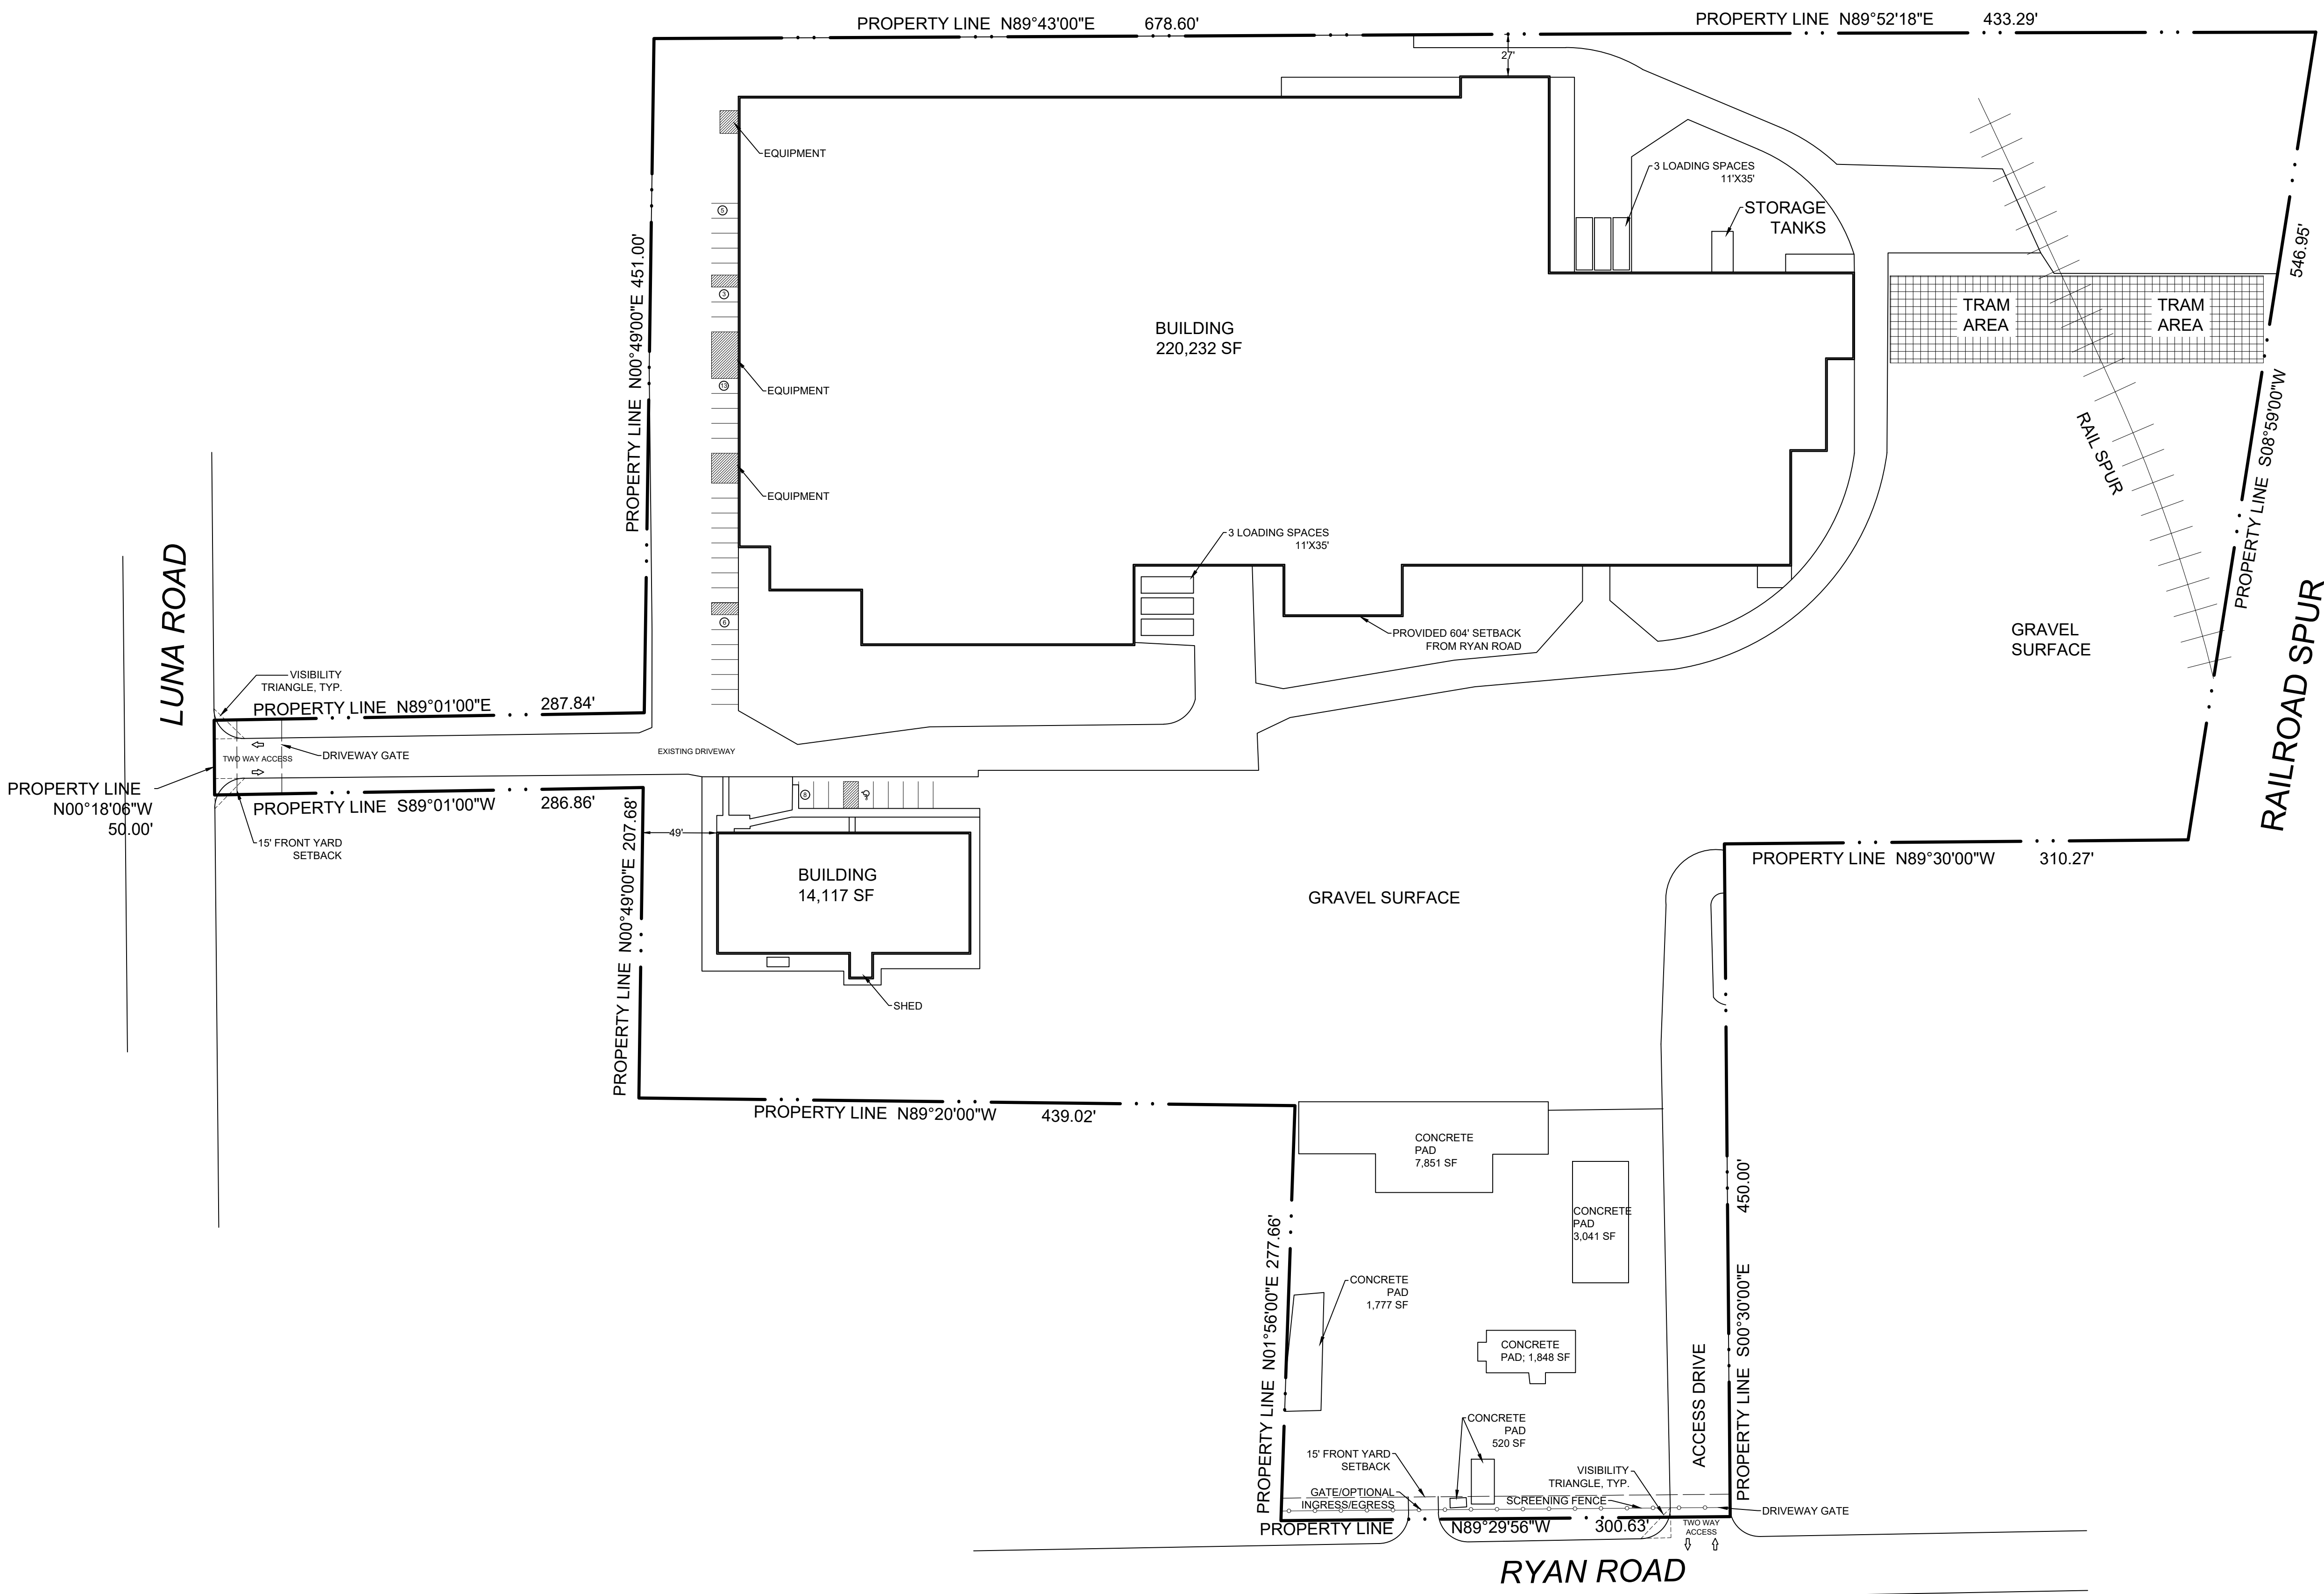 PROPERTY LINE N89°43'00"E 678.60'
PROPERTY LINE N89°52'18"E 433.29'
27'
EQUIPMENT
3 LOADING SPACES
11'X35'
STORAGE
TANKS
5
3
13
6
PROPERTY LINE N00°49'00"E 451.00'
BUILDING
220,232 SF
TRAM
AREA
TRAM
AREA
546.95'
PROPERTY LINE S08°59'00"W
EQUIPMENT
EQUIPMENT
RAIL SPUR
3 LOADING SPACES
11'X35'
PROVIDED 604' SETBACK
FROM RYAN ROAD
GRAVEL
SURFACE
RAILROAD SPUR
LUNA ROAD
VISIBILITY
TRIANGLE, TYP.
PROPERTY LINE N89°01'00"E 287.84'
TWO WAY ACCESS
DRIVEWAY GATE
EXISTING DRIVEWAY
PROPERTY LINE
N00°18'06"W
50.00'
PROPERTY LINE S89°01'00"W 286.86'
15' FRONT YARD
SETBACK
8
49'
PROPERTY LINE N00°49'00"E 207.68'
BUILDING
14,117 SF
SHED
GRAVEL SURFACE
PROPERTY LINE N89°30'00"W 310.27'
PROPERTY LINE N89°20'00"W 439.02'
CONCRETE
PAD
7,851 SF
CONCRETE
PAD
3,041 SF
PROPERTY LINE S00°30'00"E 450.00'
PROPERTY LINE N01°56'00"E 277.66'
CONCRETE
PAD
1,777 SF
CONCRETE
PAD; 1,848 SF
ACCESS DRIVE
CONCRETE
PAD
520 SF
15' FRONT YARD
SETBACK
VISIBILITY
TRIANGLE, TYP.
GATE/OPTIONAL
INGRESS/EGRESS
SCREENING FENCE
DRIVEWAY GATE
PROPERTY LINE N89°29'56"W 300.63'
TWO WAY
ACCESS
RYAN ROAD